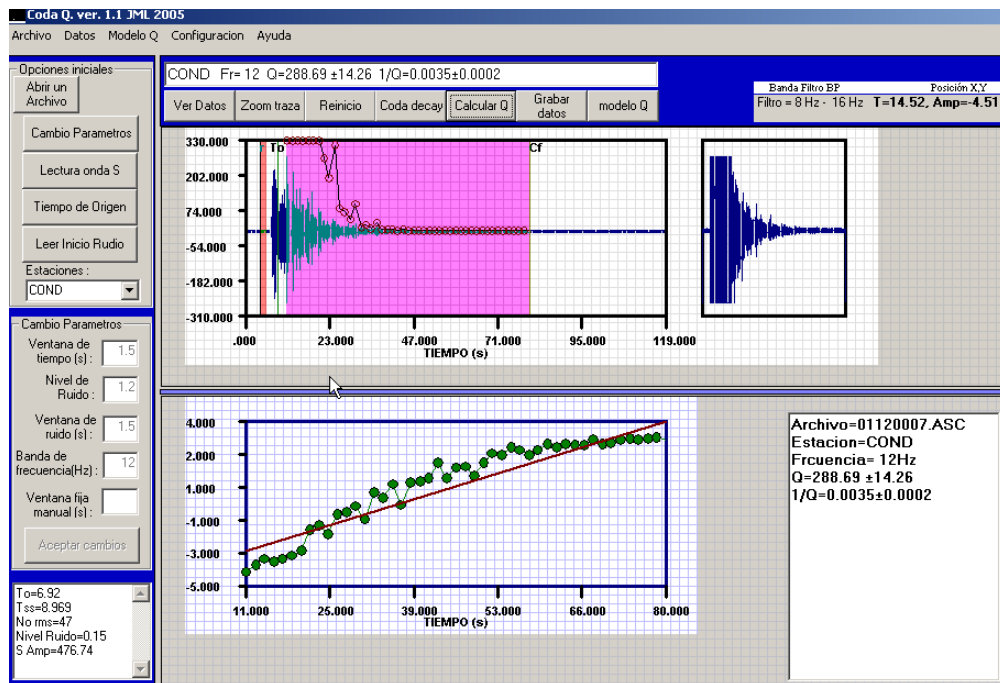 Coda Q. ver. 1.1 JML 2005
Archivo Datos Modelo Q Configuracion Ayuda
Opciones iniciales
Abrir un
Archivo
Cambio Parametros
Lectura onda S
Tiempo de Origen
Leer Inicio Rudio
Estaciones :
COND
Cambio Parametros
Ventana de
tiempo (s) : 1.5
Nivel de
Ruido : 1.2
Ventana de
ruido (s) : 1.5
Banda de
frecuencia(Hz) : 12
Ventana fija
manual (s) :
Aceptar cambios
To=6.92
Tss=8.969
No rms=47
Nivel Ruido=0.15
S Amp=476.74
COND Fr= 12 Q=288.69 ±14.26 1/Q=0.0035±0.0002
Ver Datos Zoom traza Reinicio Coda decay Calcular Q Grabar datos modelo Q
Banda Filtro BP Posición X,Y
Filtro = 8 Hz - 16 Hz T=14.52, Amp=-4.51
330.000
202.000
74.000
-54.000
-182.000
-310.000
To Cf
.000 23.000 47.000 71.000 95.000 119.000
TIEMPO (s)
4.000
2.000
1.000
-1.000
-3.000
-5.000
11.000 25.000 39.000 53.000 66.000 80.000
TIEMPO (s)
Archivo=01120007.ASC
Estacion=COND
Frcuencia= 12Hz
Q=288.69 ±14.26
1/Q=0.0035±0.0002